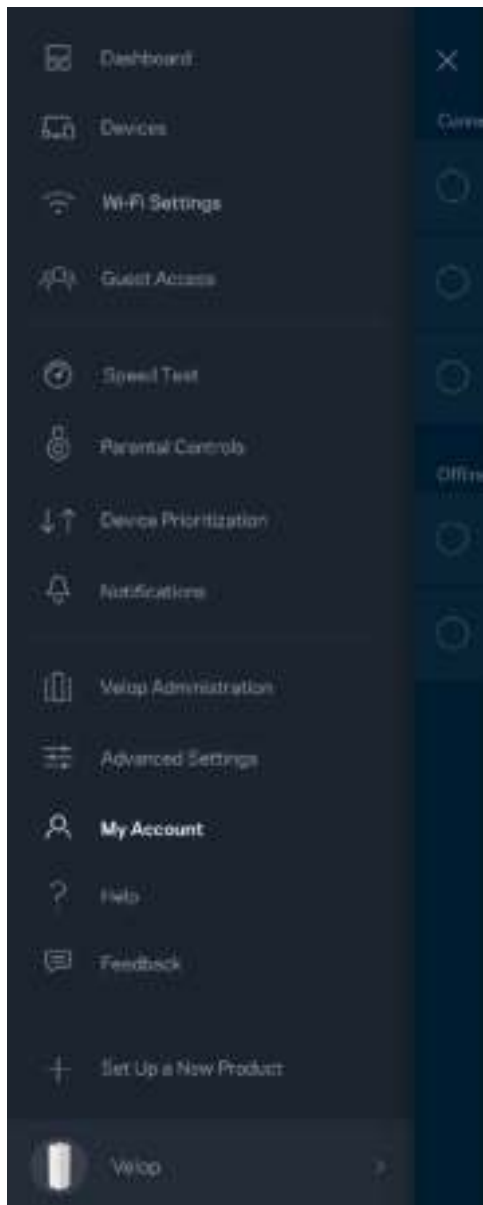 Dashboard
Devices
Wi-Fi Settings
Guest Access
Speed Test
Parental Controls
Device Prioritization
Notifications
Velop Administration
Advanced Settings
My Account
Help
Feedback
Set Up a New Product
Velop